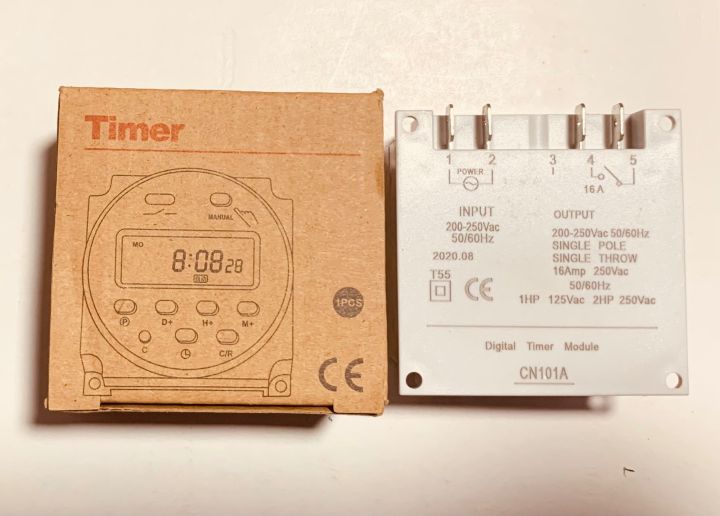 Timer
MANUAL
MO
8:08 28
P D+ H+ M+
C C/R
1PCS
CE
1 2 3 4 5
POWER
16A
INPUT
200-250Vac
50/60Hz
2020.08
T55
CE
OUTPUT
200-250Vac 50/60Hz
SINGLE POLE
SINGLE THROW
16Amp 250Vac
50/60Hz
1HP 125Vac 2HP 250Vac
Digital Timer Module
CN101A